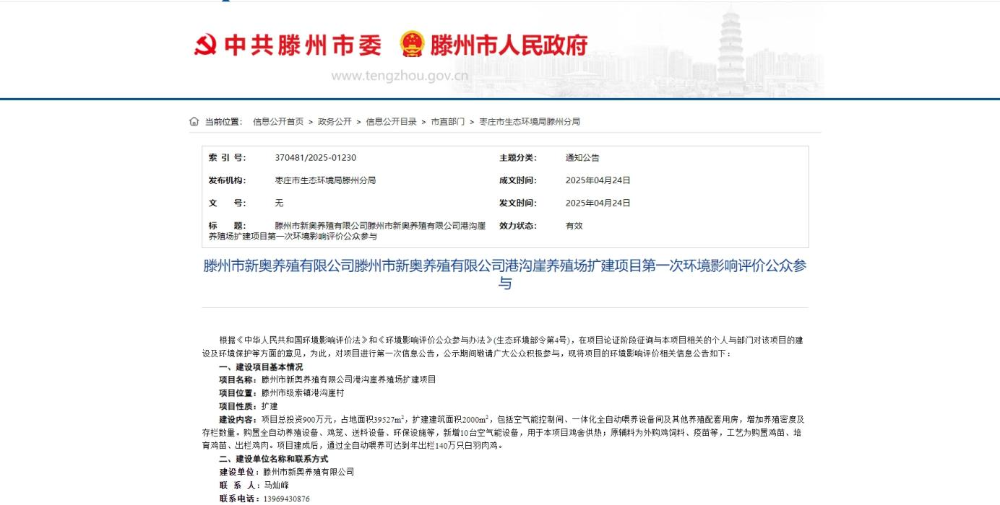 中共滕州市委 滕州市人民政府
www.tengzhou.gov.cn
当前位置： 信息公开首页 > 政务公开 > 信息公开目录 > 市直部门 > 枣庄市生态环境局滕州分局
索 引 号： 370481/2025-01230 主题分类： 通知公告
发布机构： 枣庄市生态环境局滕州分局 成文时间： 2025年04月24日
文 号： 无 发文时间： 2025年04月24日
标 题： 滕州市新奥养殖有限公司滕州市新奥养殖有限公司港沟崖 效力状态： 有效
养殖场扩建项目第一次环境影响评价公众参与
滕州市新奥养殖有限公司滕州市新奥养殖有限公司港沟崖养殖场扩建项目第一次环境影响评价公众参
与
根据《中华人民共和国环境影响评价法》和《环境影响评价公众参与办法》(生态环境部令第4号)，在项目论证阶段征询与本项目相关的个人与部门对该项目的建
设及环境保护等方面的意见，为此，对项目进行第一次信息公告，公示期间敬请广大公众积极参与，现将项目的环境影响评价相关信息公告如下：
一、建设项目基本情况
项目名称：滕州市新奥养殖有限公司港沟崖养殖场扩建项目
项目位置：滕州市级索镇港沟崖村
项目性质：扩建
建设内容：项目总投资900万元，占地面积39527m²，扩建建筑面积2000m²，包括空气能控制间、一体化全自动喂养设备间及其他养殖配套用房，增加养殖密度及
存栏数量。购置全自动养殖设备、鸡笼、送料设备、环保设施等，新增10台空气能设备，用于本项目鸡舍供热；原辅料为外购鸡饲料、疫苗等，工艺为购置鸡苗、培
育鸡苗、出栏鸡肉。项目建成后，通过全自动喂养可达到年出栏140万只白羽肉鸡。
二、建设单位名称和联系方式
建设单位：滕州市新奥养殖有限公司
联 系 人：马灿峰
联系电话：13969430876